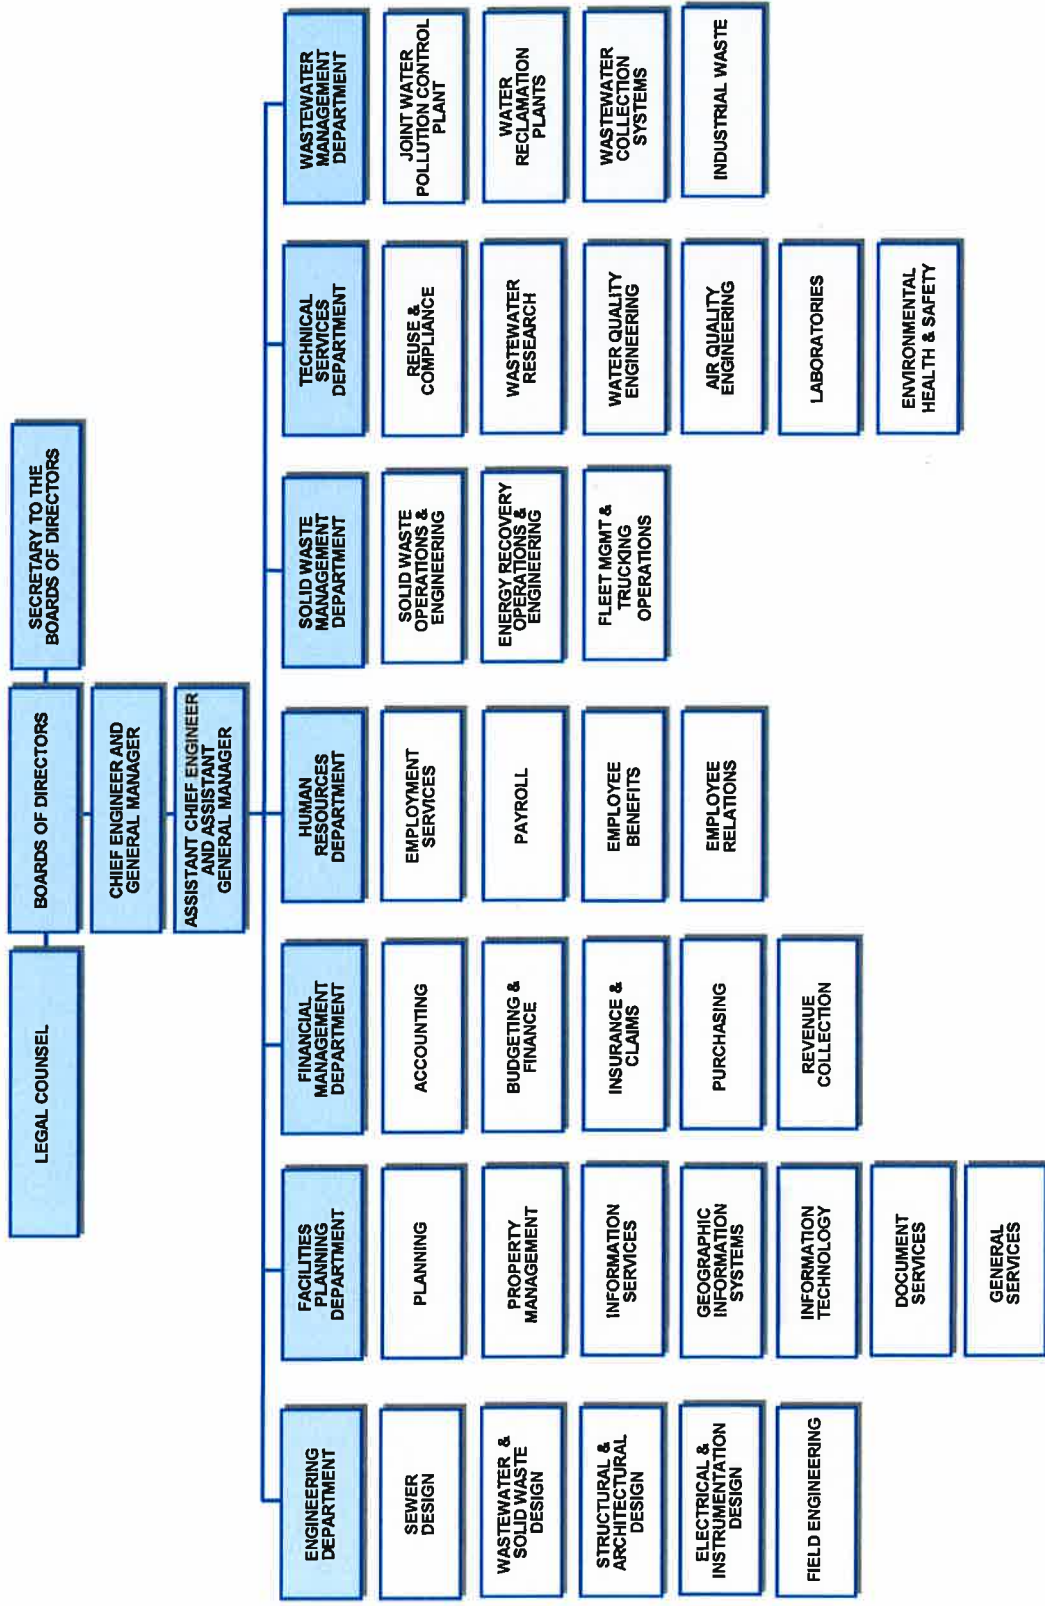 LEGAL COUNSEL
BOARDS OF DIRECTORS
SECRETARY TO THE
BOARDS OF DIRECTORS
CHIEF ENGINEER AND
GENERAL MANAGER
ASSISTANT CHIEF ENGINEER
AND ASSISTANT
GENERAL MANAGER
ENGINEERING
DEPARTMENT
SEWER
DESIGN
WASTEWATER &
SOLID WASTE
DESIGN
STRUCTURAL &
ARCHITECTURAL
DESIGN
ELECTRICAL &
INSTRUMENTATION
DESIGN
FIELD ENGINEERING
FACILITIES
PLANNING
DEPARTMENT
PLANNING
PROPERTY
MANAGEMENT
INFORMATION
SERVICES
GEOGRAPHIC
INFORMATION
SYSTEMS
INFORMATION
TECHNOLOGY
DOCUMENT
SERVICES
GENERAL
SERVICES
FINANCIAL
MANAGEMENT
DEPARTMENT
ACCOUNTING
BUDGETING &
FINANCE
INSURANCE &
CLAIMS
PURCHASING
REVENUE
COLLECTION
HUMAN
RESOURCES
DEPARTMENT
EMPLOYMENT
SERVICES
PAYROLL
EMPLOYEE
BENEFITS
EMPLOYEE
RELATIONS
SOLID WASTE
MANAGEMENT
DEPARTMENT
SOLID WASTE
OPERATIONS &
ENGINEERING
ENERGY RECOVERY
OPERATIONS &
ENGINEERING
FLEET MGMT &
TRUCKING
OPERATIONS
TECHNICAL
SERVICES
DEPARTMENT
REUSE &
COMPLIANCE
WASTEWATER
RESEARCH
WATER QUALITY
ENGINEERING
AIR QUALITY
ENGINEERING
LABORATORIES
ENVIRONMENTAL
HEALTH & SAFETY
WASTEWATER
MANAGEMENT
DEPARTMENT
JOINT WATER
POLLUTION CONTROL
PLANT
WATER
RECLAMATION
PLANTS
WASTEWATER
COLLECTION
SYSTEMS
INDUSTRIAL WASTE